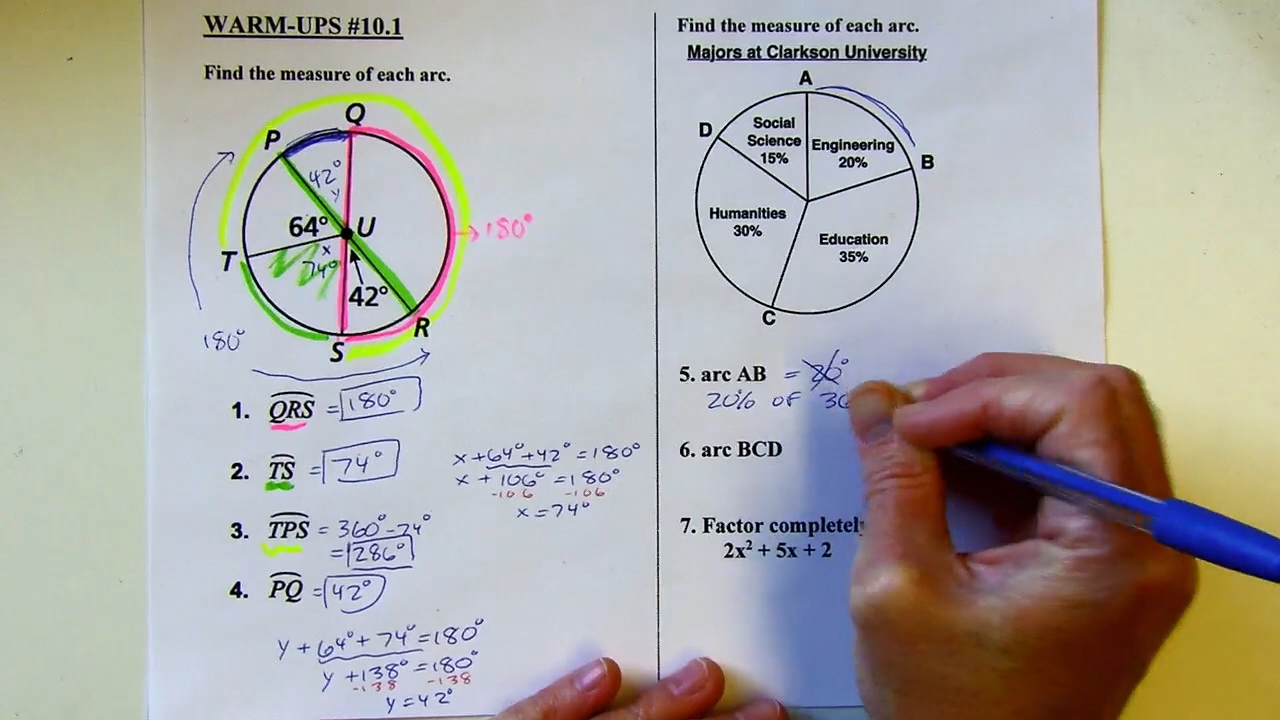 WARM-UPS #10.1
Find the measure of each arc.
Q
P
42°
y
64°
U
→180°
T
x
74°
42°
R
S
180°
1. QRS = 180°
2. TS = 74°
x + 64° + 42° = 180°
x + 106° = 180°
-106 -106
x = 74°
3. TPS = 360° - 74°
= 286°
4. PQ = 42°
y + 64° + 74° = 180°
y + 138° = 180°
-138 -138
y = 42°
Find the measure of each arc.
Majors at Clarkson University
A
D
Social
Science
15%
Engineering
20%
B
Humanities
30%
Education
35%
C
5. arc AB = 20°
20% OF 36
6. arc BCD
7. Factor completely
2x² + 5x + 2